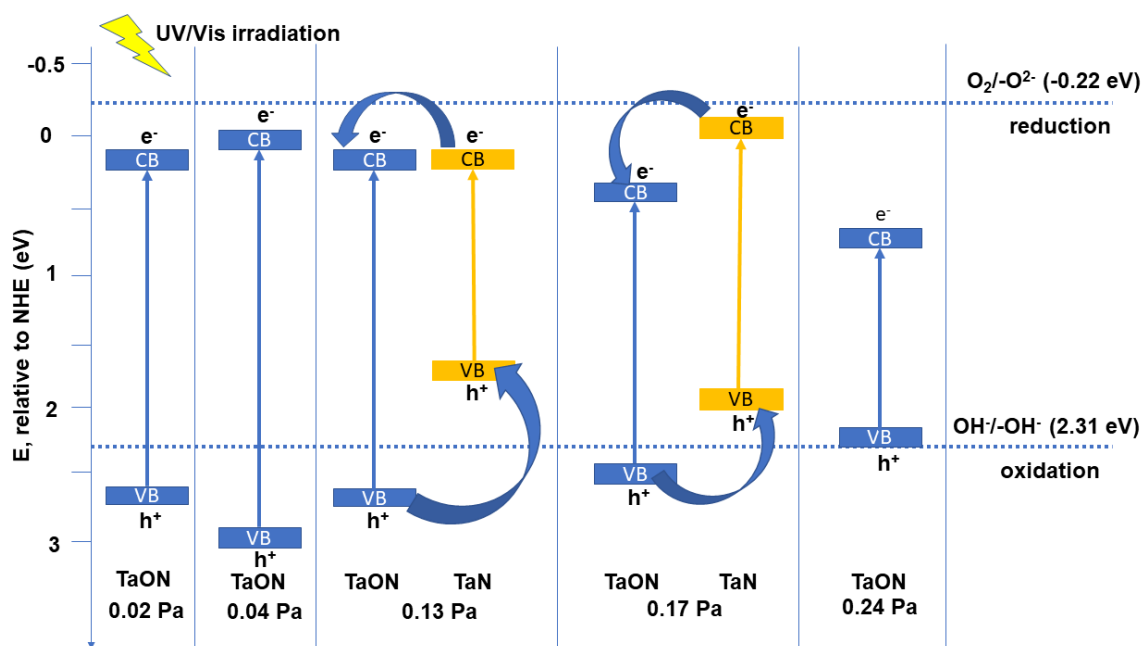 UV/Vis irradiation
E, relative to NHE (eV)
-0.5
0
1
2
3
O₂/-O²⁻ (-0.22 eV)
reduction
OH⁻/-OH⁻ (2.31 eV)
oxidation
e⁻
CB
VB
h⁺
TaON
0.02 Pa
e⁻
CB
VB
h⁺
TaON
0.04 Pa
e⁻
CB
VB
h⁺
TaON
e⁻
CB
VB
h⁺
TaN
0.13 Pa
e⁻
CB
VB
h⁺
TaON
e⁻
CB
VB
h⁺
TaN
0.17 Pa
e⁻
CB
VB
h⁺
TaON
0.24 Pa